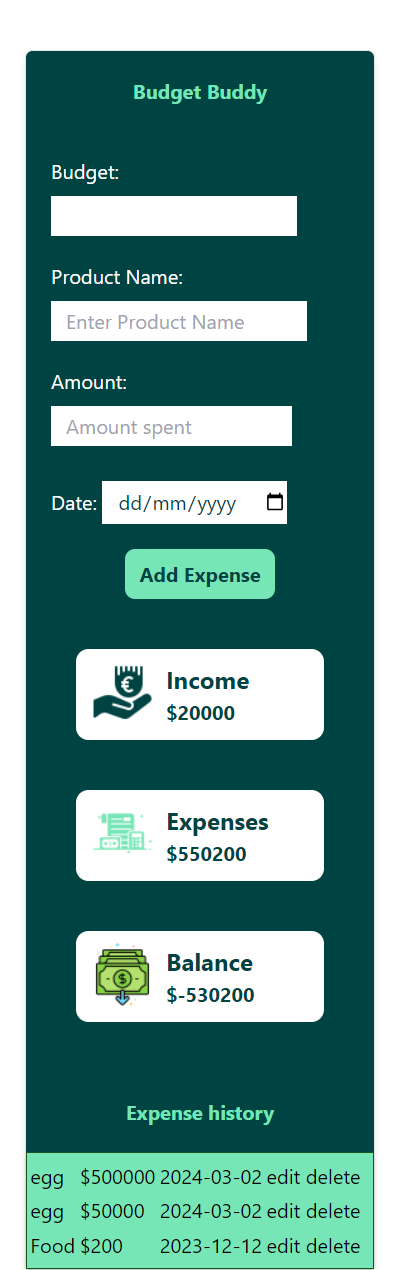 Budget Buddy
Budget:
Product Name:
Enter Product Name
Amount:
Amount spent
Date: dd/mm/yyyy
Add Expense
€
Income
$20000
Expenses
$550200
$
Balance
$-530200
Expense history
egg $500000 2024-03-02 edit delete
egg $50000 2024-03-02 edit delete
Food $200 2023-12-12 edit delete